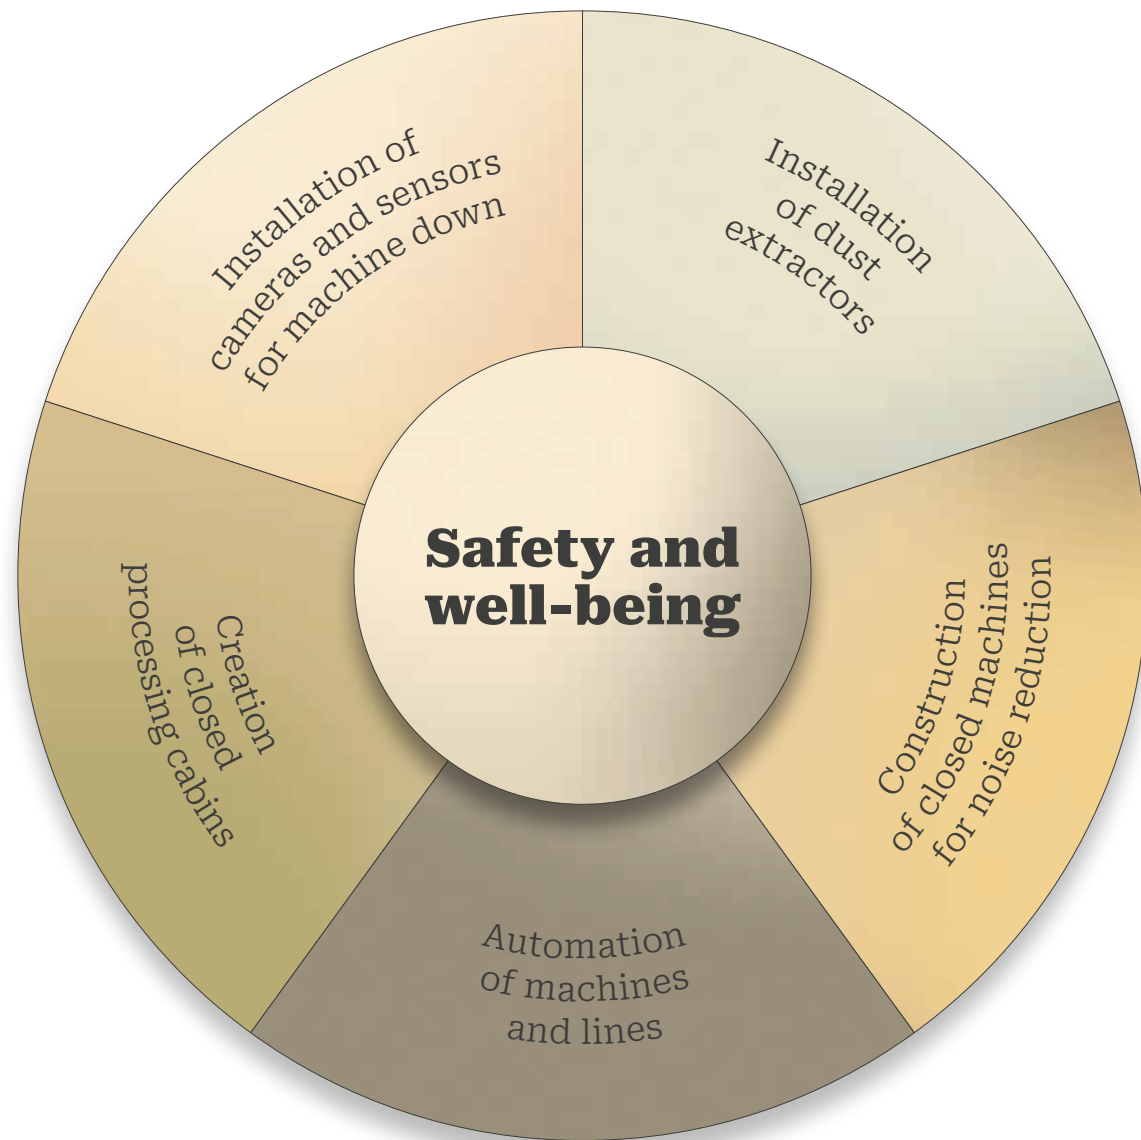 Installation of
cameras and sensors
for machine down
Installation
of dust
extractors
Safety and
well-being
Creation
of closed
processing cabins
Construction
of closed machines
for noise reduction
Automation
of machines
and lines